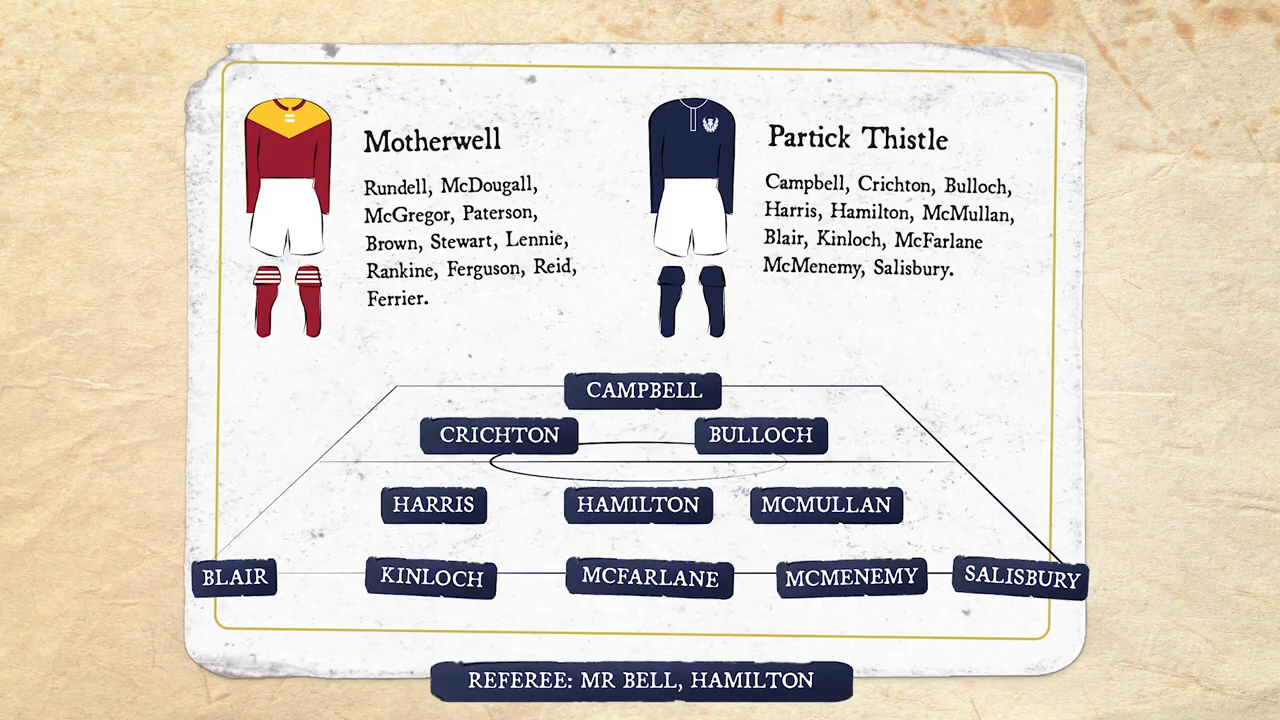 Motherwell
Rundell, McDougall,
McGregor, Paterson,
Brown, Stewart, Lennie,
Rankine, Ferguson, Reid,
Ferrier.
Partick Thistle
Campbell, Crichton, Bulloch,
Harris, Hamilton, McMullan,
Blair, Kinloch, McFarlane
McMenemy, Salisbury.
CAMPBELL
CRICHTON BULLOCH
HARRIS HAMILTON MCMULLAN
BLAIR KINLOCH MCFARLANE MCMENEMY SALISBURY
REFEREE: MR BELL, HAMILTON